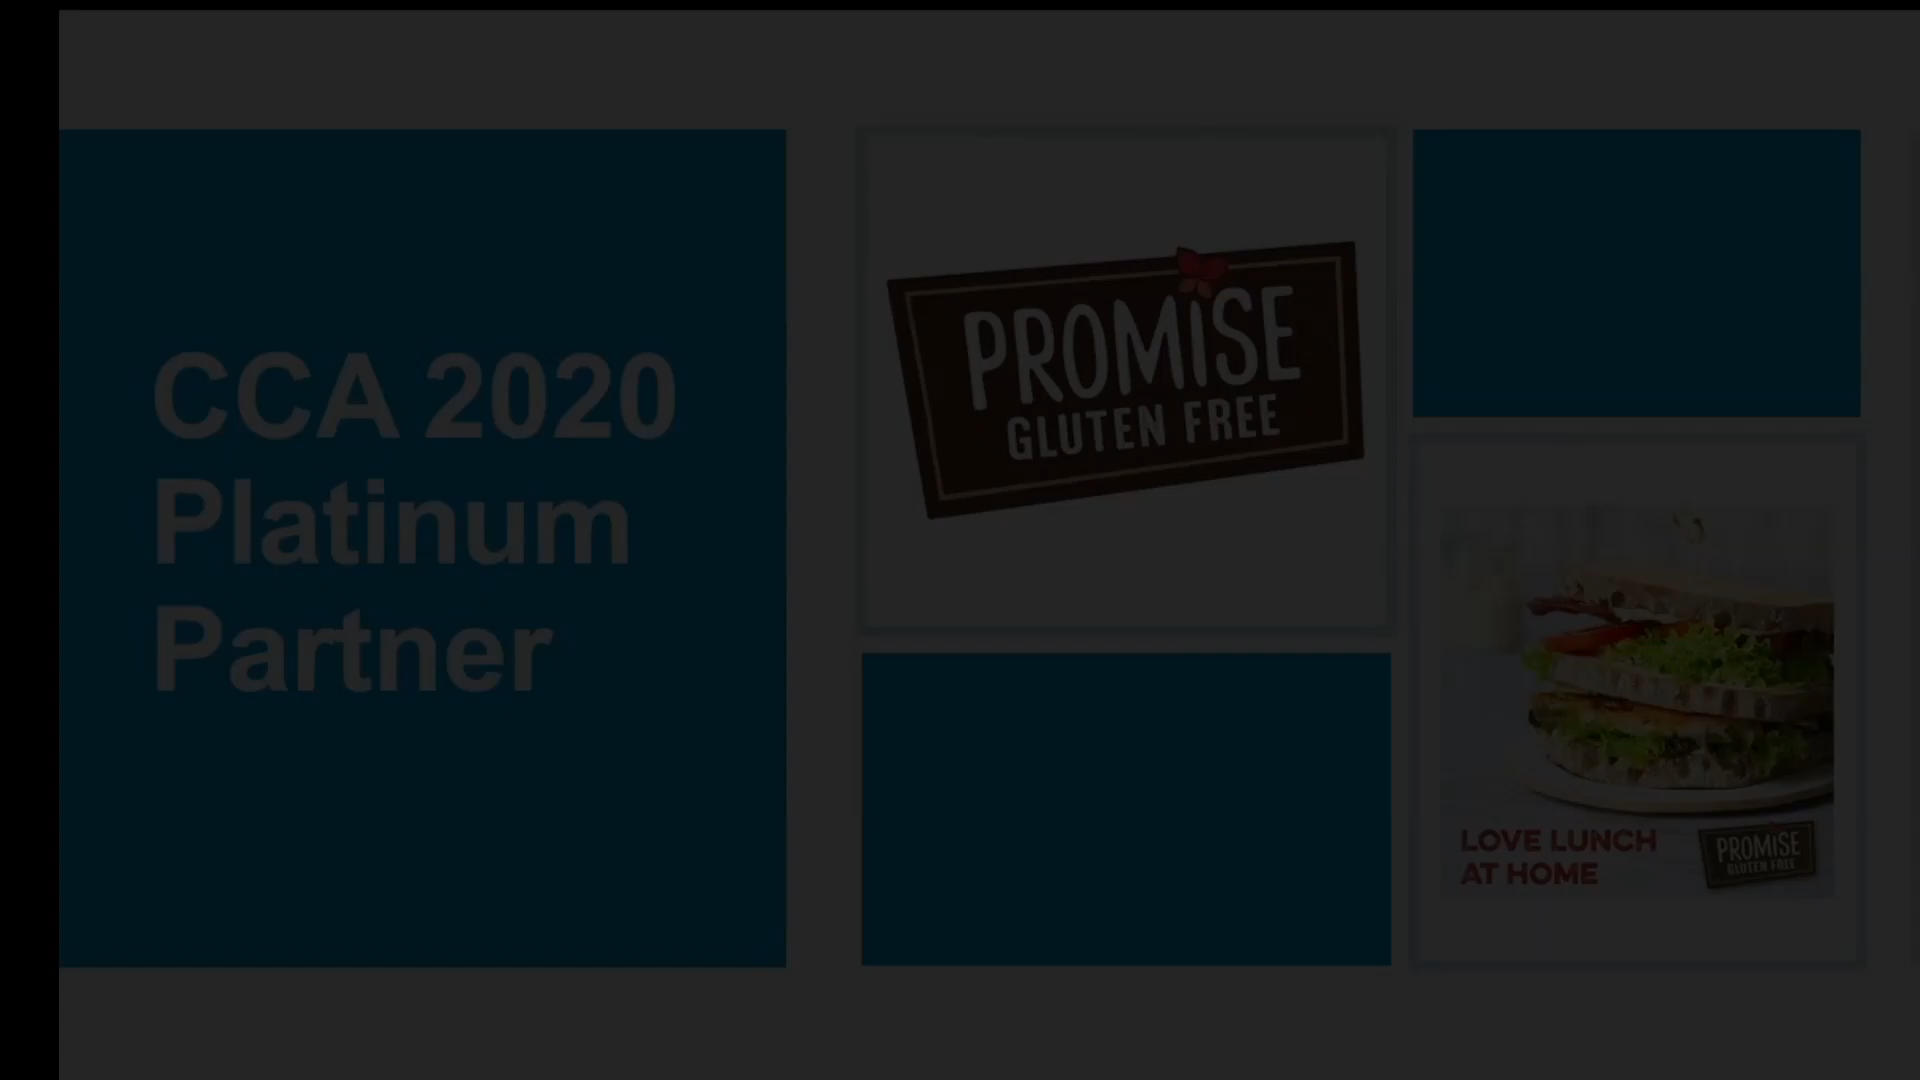 CCA 2020
Platinum
Partner
PROMISE
GLUTEN FREE
LOVE LUNCH
AT HOME
PROMISE
GLUTEN FREE